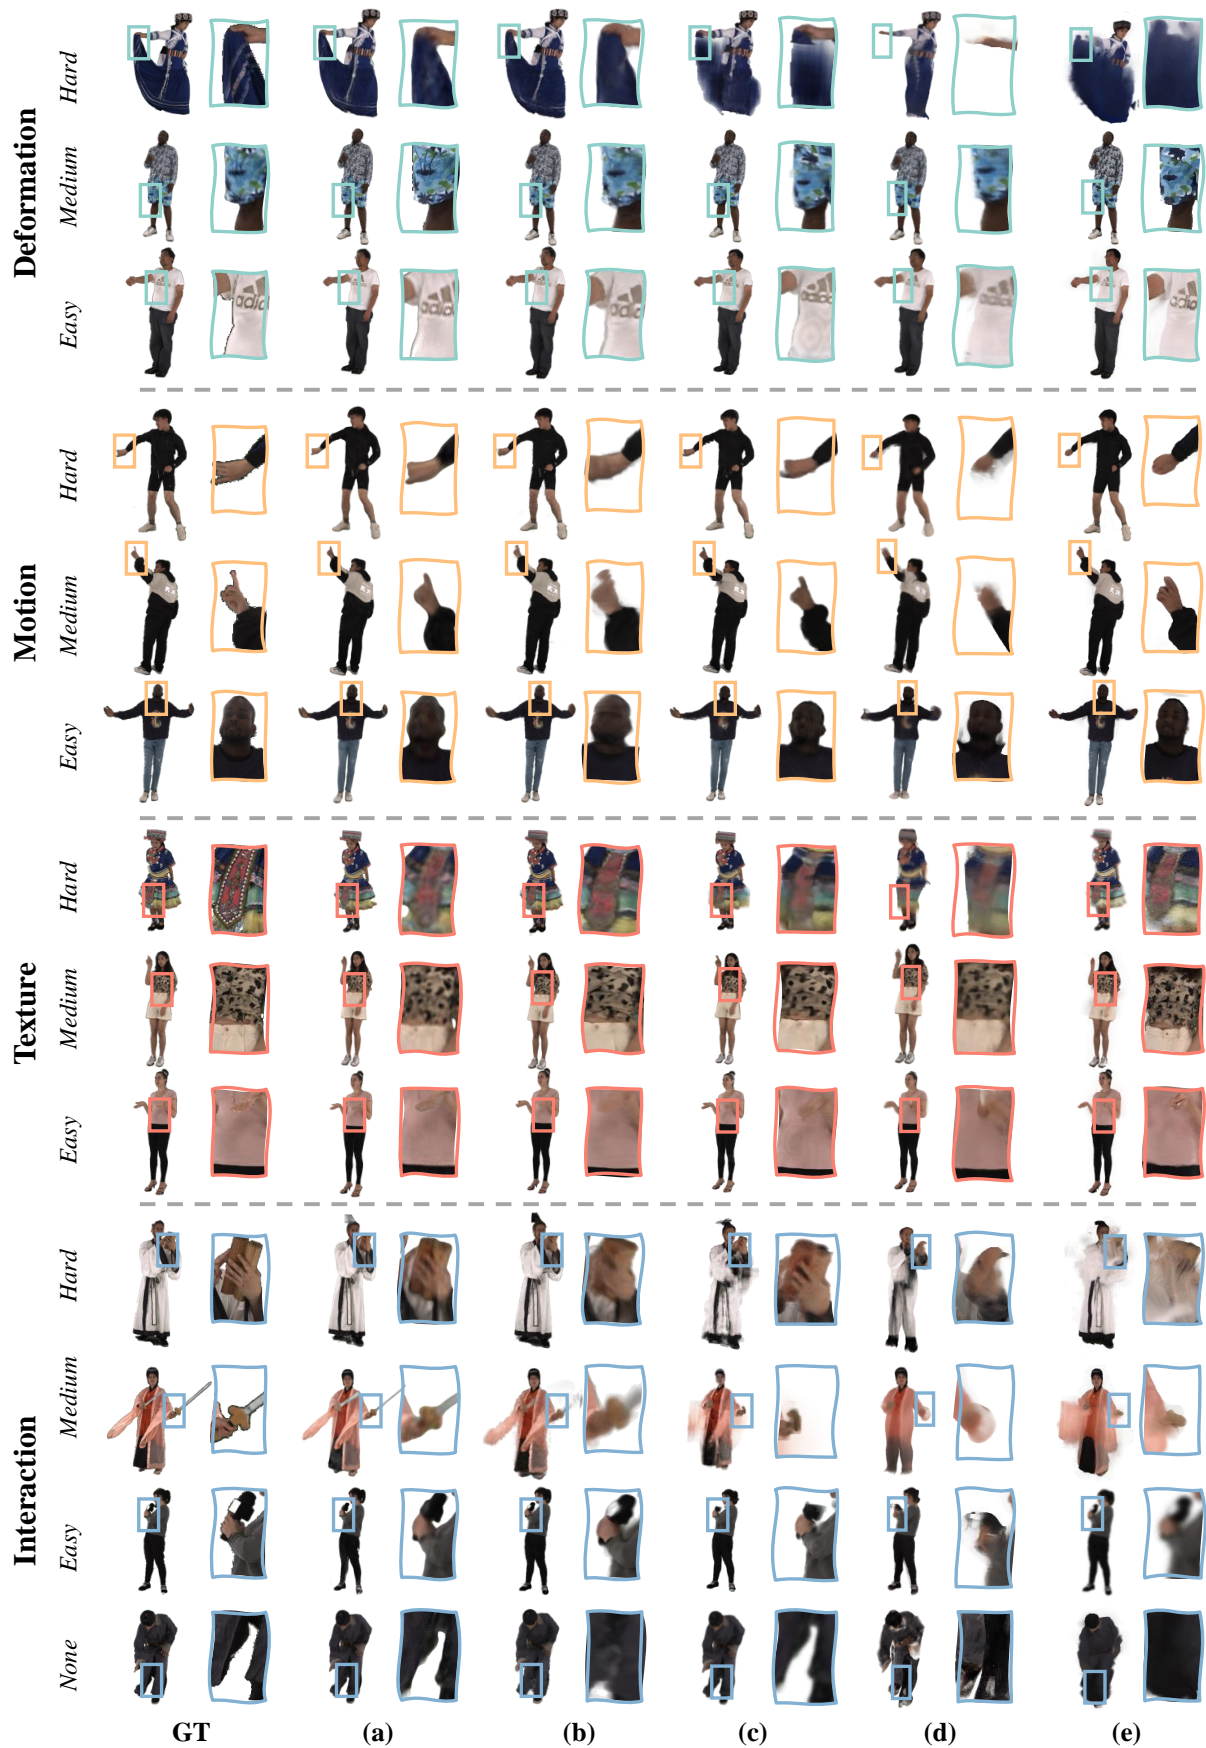 Deformation
Hard
Medium
Easy
Motion
Hard
Medium
Easy
Texture
Hard
Medium
Easy
Interaction
Hard
Medium
Easy
None
GT (a) (b) (c) (d) (e)